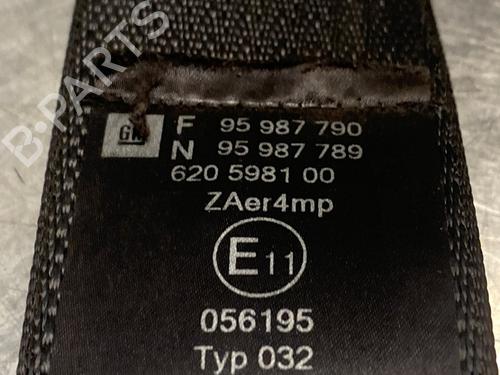 GM F 95 987 790
N 95 987 789
620 5981 00
ZAer4mp
E11
056195
Typ 032
B-PARTS